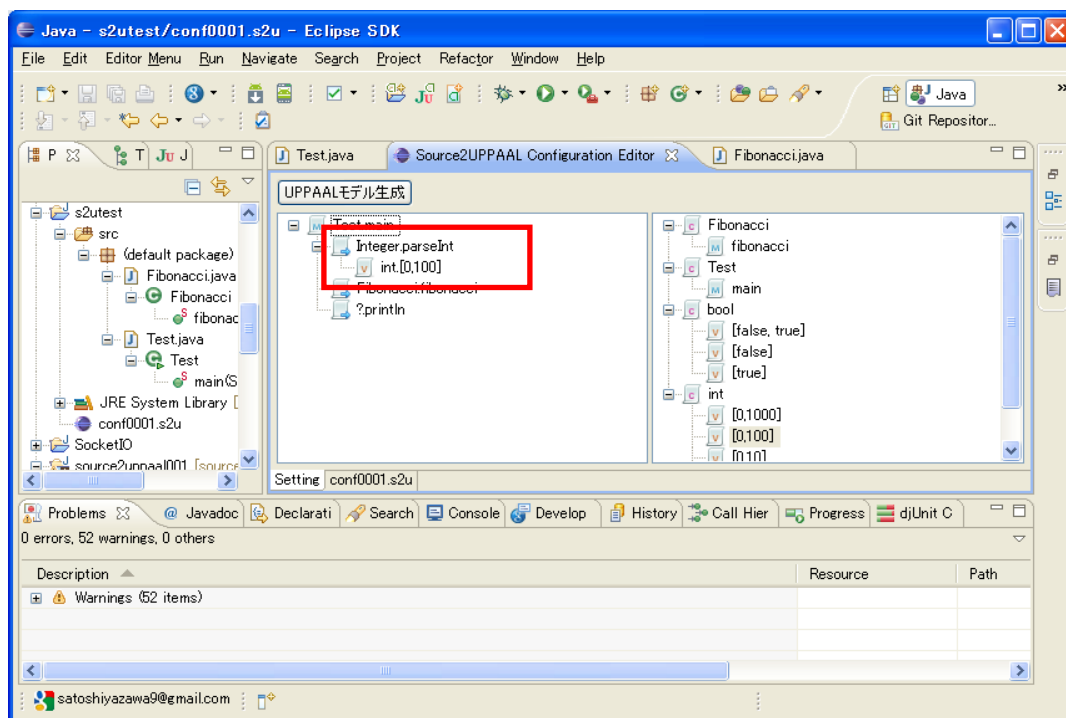 Java - s2utest/conf0001.s2u - Eclipse SDK
File Edit Editor Menu Run Navigate Search Project Refactor Window Help
Java
»
Git Repositor...
P T Ju J
Test.java Source2UPPAAL Configuration Editor Fibonacci.java
UPPAALモデル生成
s2utest
src
(default package)
Fibonacci.java
Fibonacci
fibonac
Test.java
Test
main(S
JRE System Library [
conf0001.s2u
SocketIO
source2uppaal001 [source
Test.main
Integer.parseInt
int.[0,100]
Fibonacci.fibonacci
?.println
Fibonacci
fibonacci
Test
main
bool
[false, true]
[false]
[true]
int
[0,1000]
[0,100]
[0,10]
Setting conf0001.s2u
Problems @ Javadoc Declarati Search Console Develop History Call Hier Progress djUnit C
0 errors, 52 warnings, 0 others
Description Resource Path
Warnings (52 items)
satoshiyazawa9@gmail.com